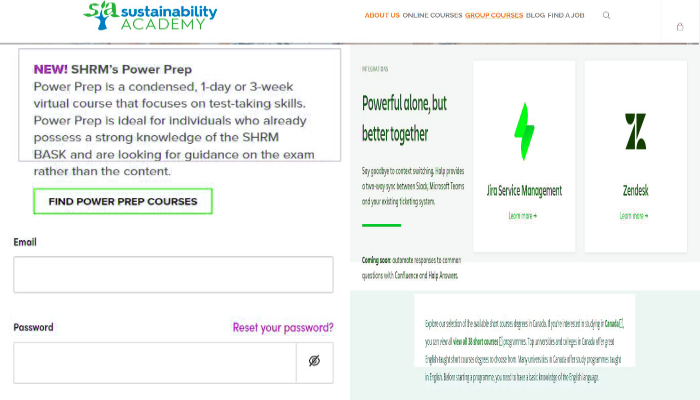 sa sustainability
ACADEMY
ABOUT US ONLINE COURSES GROUP COURSES BLOG FIND A JOB
NEW! SHRM's Power Prep
Power Prep is a condensed, 1-day or 3-week
virtual course that focuses on test-taking skills.
Power Prep is ideal for individuals who already
possess a strong knowledge of the SHRM
BASK and are looking for guidance on the exam
rather than the content.
FIND POWER PREP COURSES
Email
Password
Reset your password?
INTEGRATIONS
Powerful alone, but
better together
Say goodbye to context switching. Halp provides
a two-way sync between Slack, Microsoft Teams
and your existing ticketing system.
Coming soon: automate responses to common
questions with Confluence and Halp Answers.
Jira Service Management
Learn more →
Zendesk
Learn more →
Explore our selection of the available short courses degrees in Canada. If you're interested in studying in Canada[],
you can view all view all 38 short courses [] programmes. Top universities and colleges in Canada offer great
English taught short courses degrees to choose from. Many universities in Canada offer study programmes taught
in English. Before starting a programme, you need to have a basic knowledge of the English language.